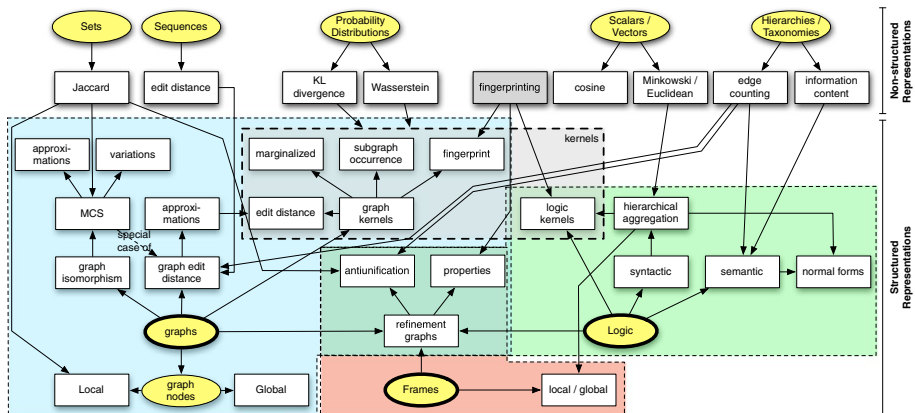 Sets
Sequences
Probability
Distributions
Scalars /
Vectors
Hierarchies /
Taxonomies
Non-structured
Representations
Jaccard
edit distance
KL
divergence
Wasserstein
fingerprinting
cosine
Minkowski /
Euclidean
edge
counting
information
content
kernels
approxi-
mations
variations
marginalized
subgraph
occurrence
fingerprint
MCS
approxi-
mations
edit distance
graph
kernels
logic
kernels
hierarchical
aggregation
special
case of
graph
isomorphism
graph edit
distance
antiunification
properties
syntactic
semantic
normal forms
Structured
Representations
graphs
refinement
graphs
Logic
Local
graph
nodes
Global
Frames
local / global